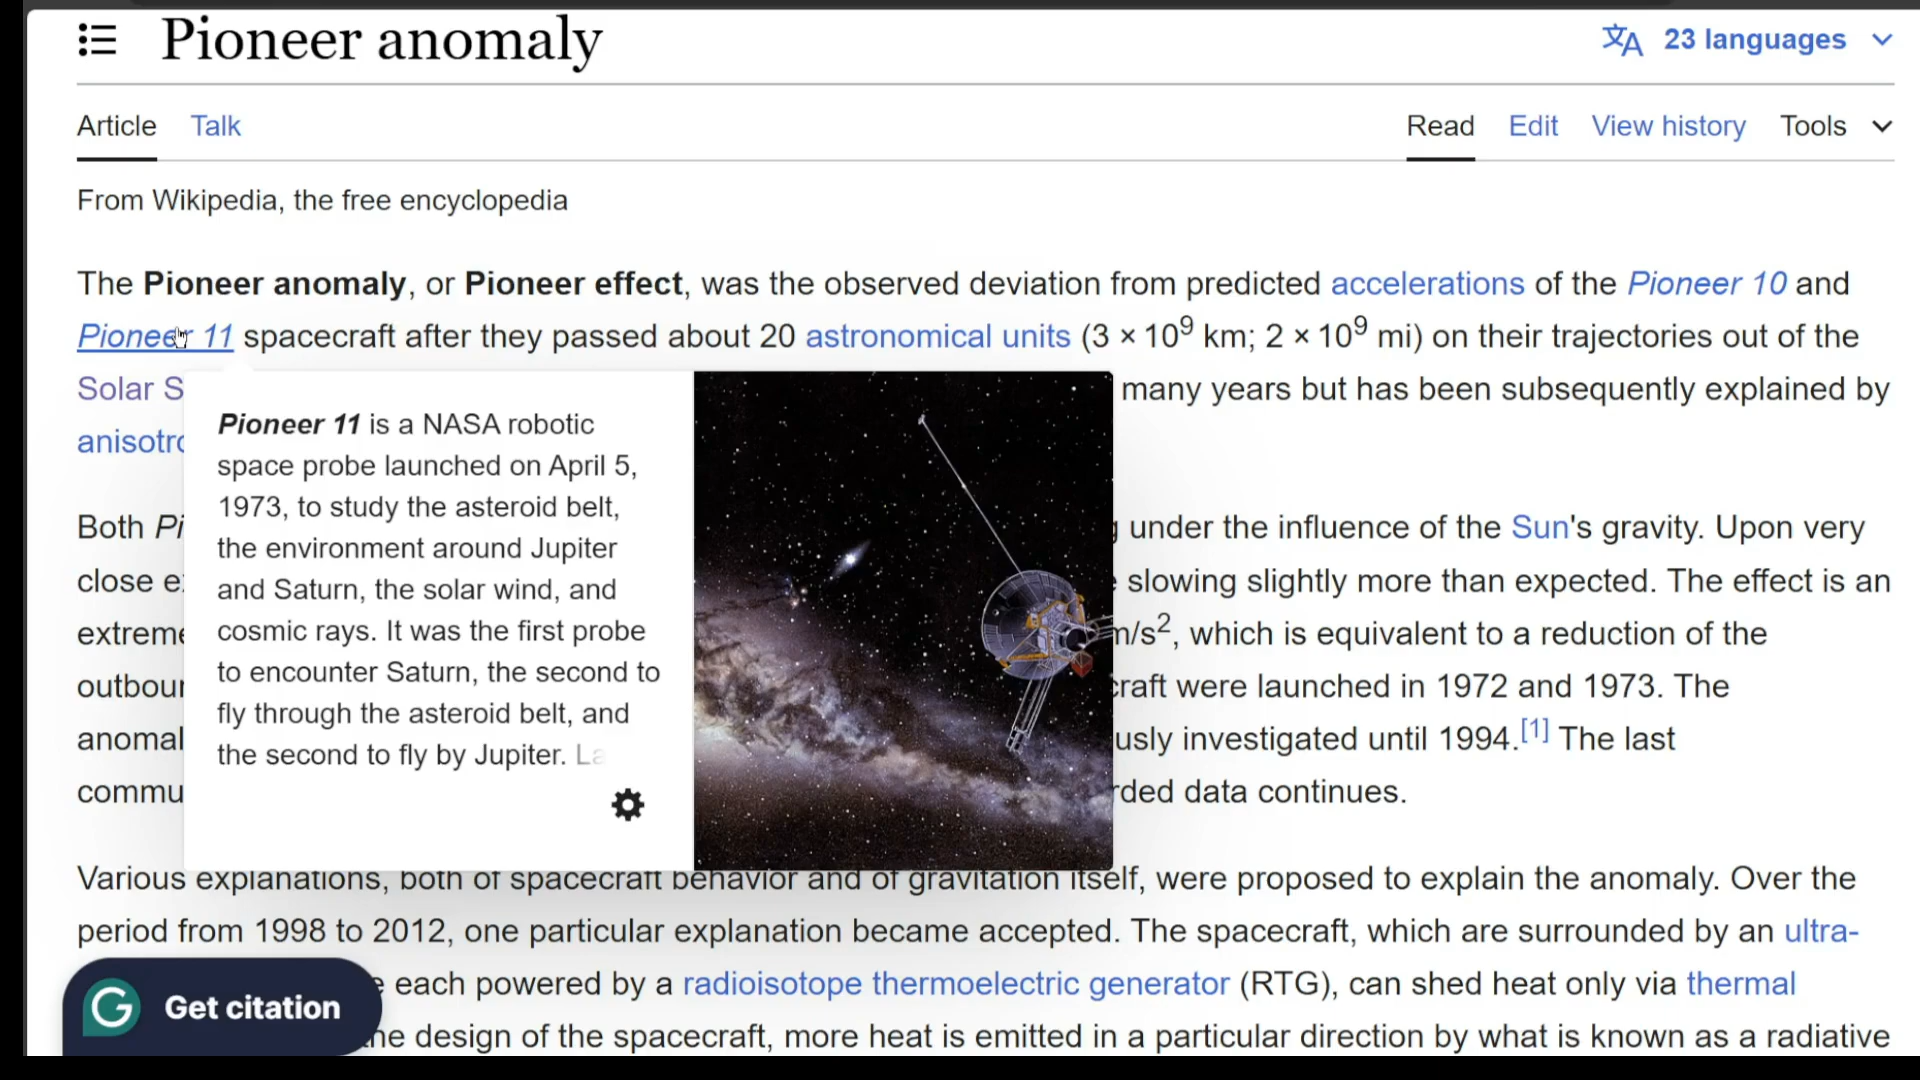 Pioneer anomaly
23 languages
Article Talk
Read Edit View history Tools
From Wikipedia, the free encyclopedia
The Pioneer anomaly, or Pioneer effect, was the observed deviation from predicted accelerations of the Pioneer 10 and
Pioneer 11 spacecraft after they passed about 20 astronomical units (3 × 10⁹ km; 2 × 10⁹ mi) on their trajectories out of the
Solar S
many years but has been subsequently explained by
anisotro
Both Pi
under the influence of the Sun's gravity. Upon very
close e
slowing slightly more than expected. The effect is an
extreme
m/s², which is equivalent to a reduction of the
outbour
craft were launched in 1972 and 1973. The
anomal
usly investigated until 1994.[1] The last
commu
rded data continues.
Pioneer 11 is a NASA robotic
space probe launched on April 5,
1973, to study the asteroid belt,
the environment around Jupiter
and Saturn, the solar wind, and
cosmic rays. It was the first probe
to encounter Saturn, the second to
fly through the asteroid belt, and
the second to fly by Jupiter. La
Various explanations, both of spacecraft behavior and of gravitation itself, were proposed to explain the anomaly. Over the
period from 1998 to 2012, one particular explanation became accepted. The spacecraft, which are surrounded by an ultra-
e each powered by a radioisotope thermoelectric generator (RTG), can shed heat only via thermal
Get citation
he design of the spacecraft, more heat is emitted in a particular direction by what is known as a radiative